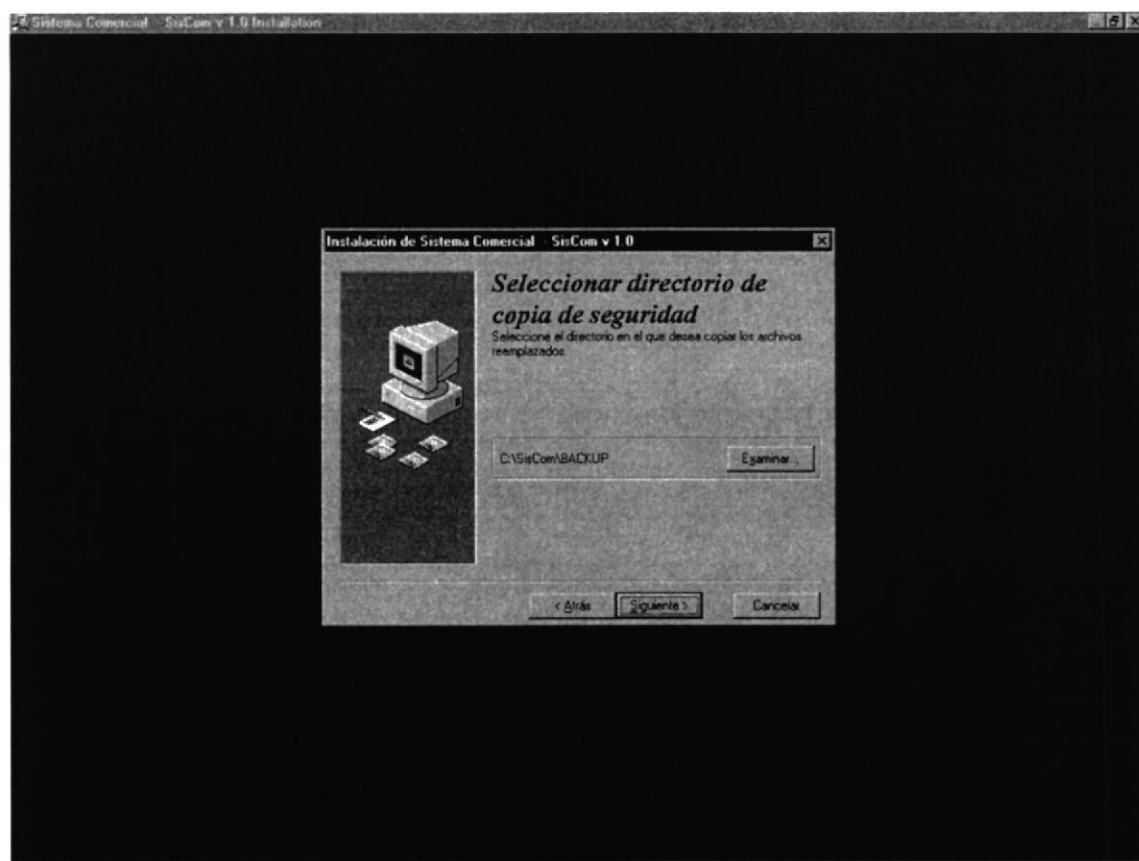 Sistema Comercial - SisCom v 1.0 Installation
Instalación de Sistema Comercial - SisCom v 1.0
Seleccionar directorio de
copia de seguridad
Seleccione el directorio en el que desea copiar los archivos
reemplazados
C:\SisCom\BACKUP
Examinar...
< Atrás
Siguiente >
Cancelar